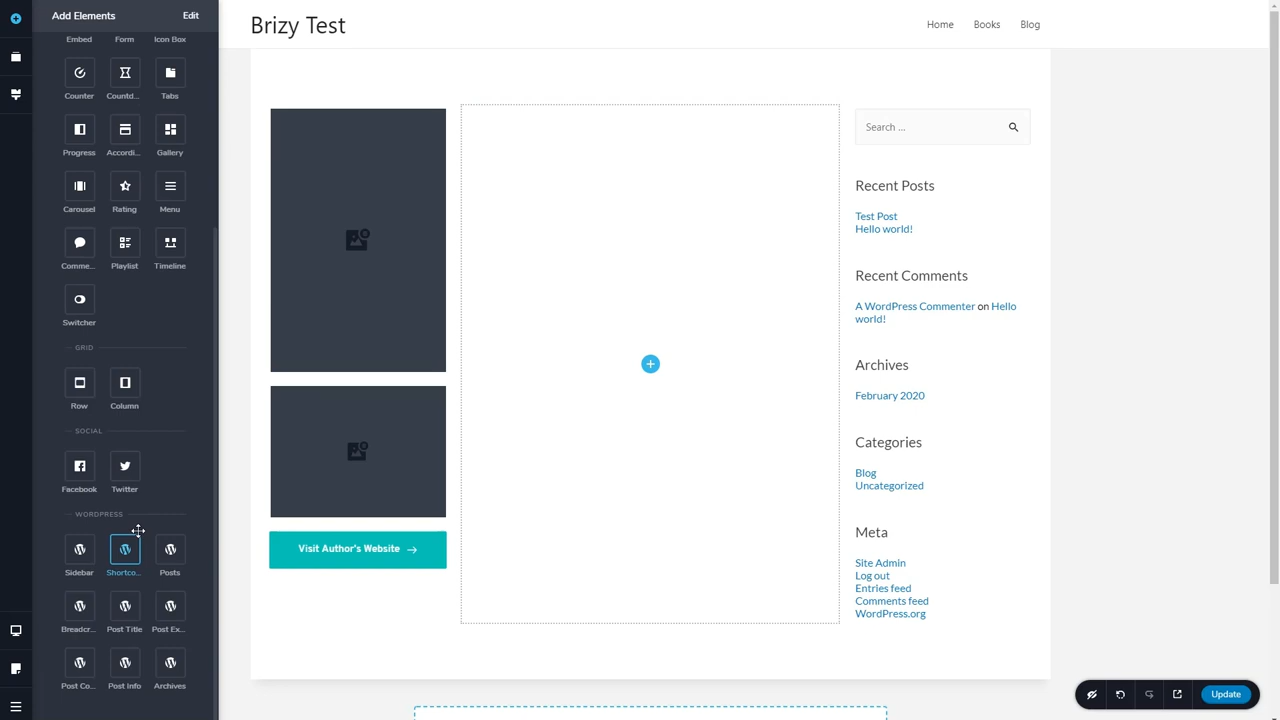 Add Elements
Edit
Embed
Form
Icon Box
Counter
Countd...
Tabs
Progress
Accordi...
Gallery
Carousel
Rating
Menu
Comme...
Playlist
Timeline
Switcher
GRID
Row
Column
SOCIAL
Facebook
Twitter
WORDPRESS
Sidebar
Shortco...
Posts
Breadcr...
Post Title
Post Ex...
Post Co...
Post Info
Archives
Brizy Test
Home
Books
Blog
Visit Author's Website
Search ...
Recent Posts
Test Post
Hello world!
Recent Comments
A WordPress Commenter on Hello
world!
Archives
February 2020
Categories
Blog
Uncategorized
Meta
Site Admin
Log out
Entries feed
Comments feed
WordPress.org
Update